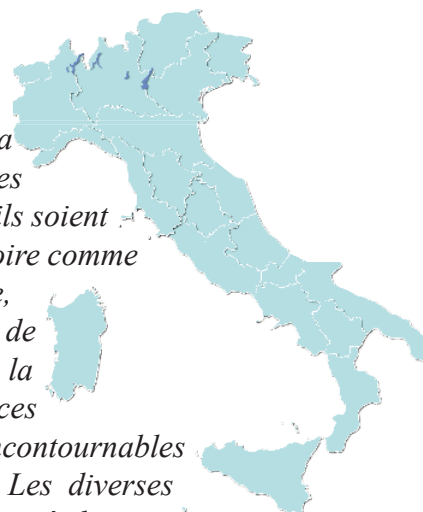 a
es
ils soient
oire comme
e,
de
la
ces
ncontournables
Les diverses